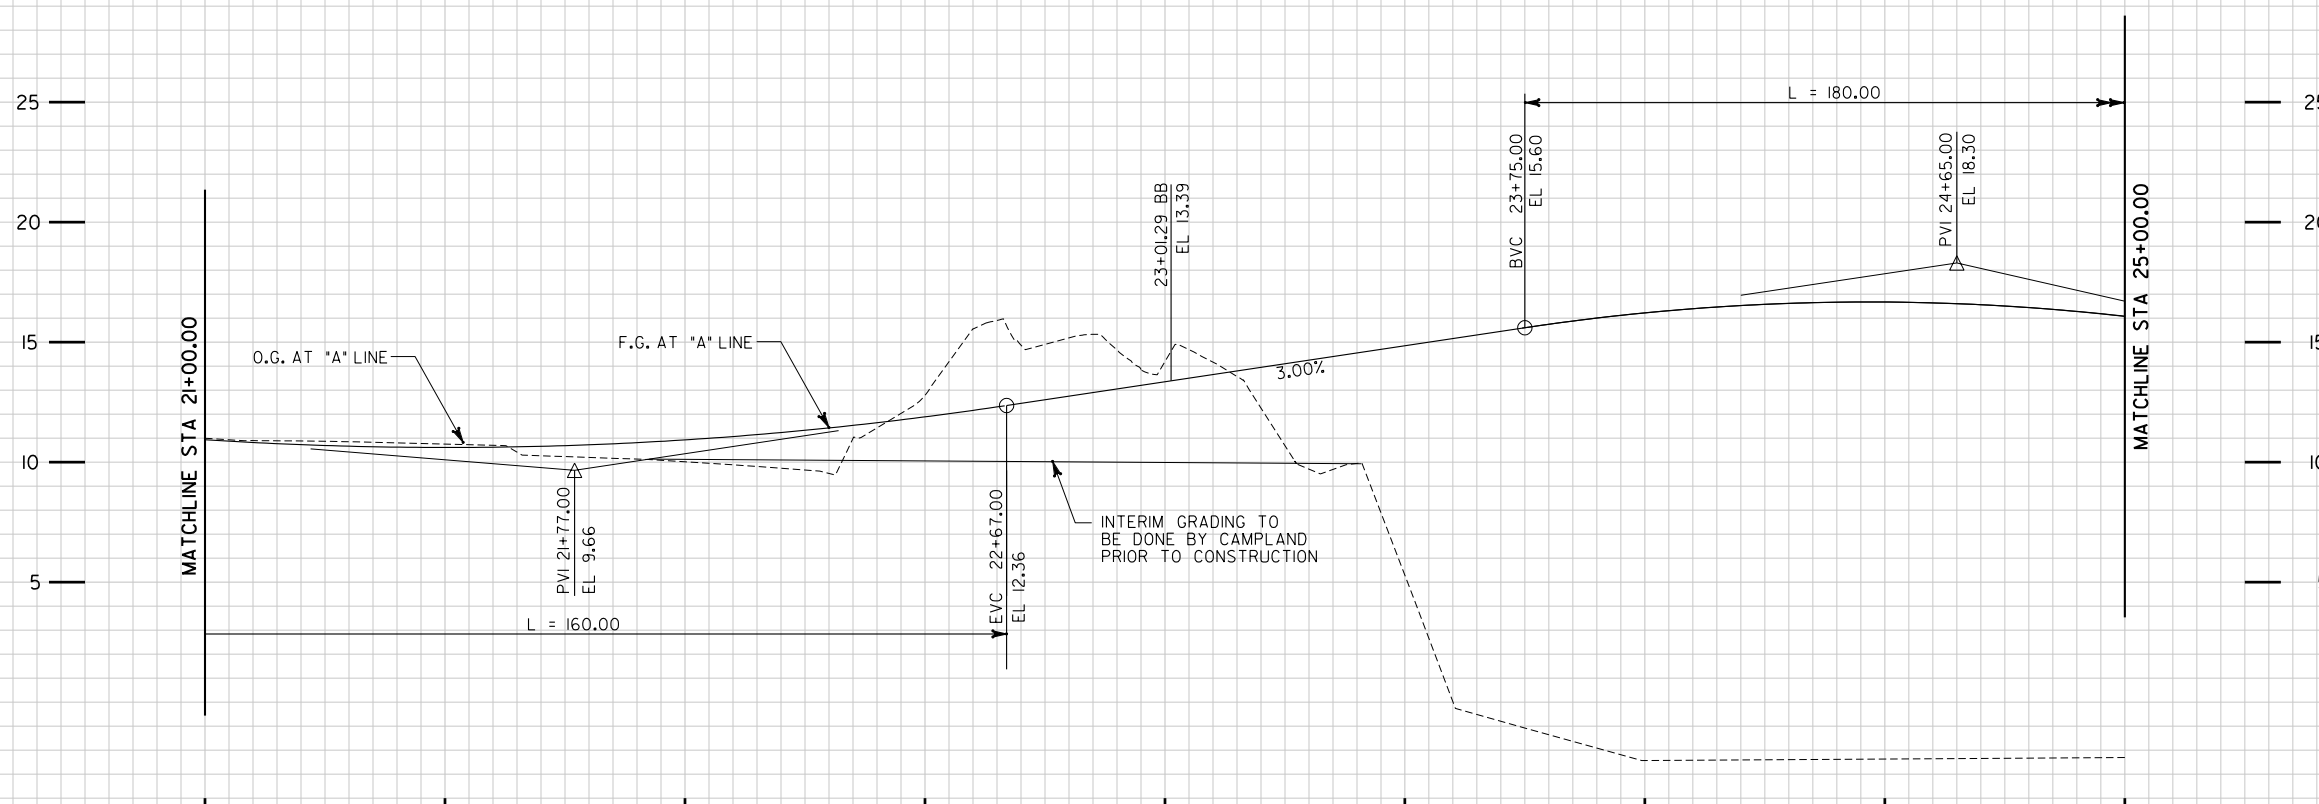 25
20
15
10
5
MATCHLINE STA 21+00.00
O.G. AT "A" LINE
F.G. AT "A" LINE
PVI 21+77.00
EL 9.66
L = 160.00
EVC 22+67.00
EL 12.36
INTERIM GRADING TO
BE DONE BY CAMPLAND
PRIOR TO CONSTRUCTION
23+01.29 BB
EL 13.39
3.00%
BVC 23+75.00
EL 15.60
L = 180.00
PVI 24+65.00
EL 18.30
MATCHLINE STA 25+00.00